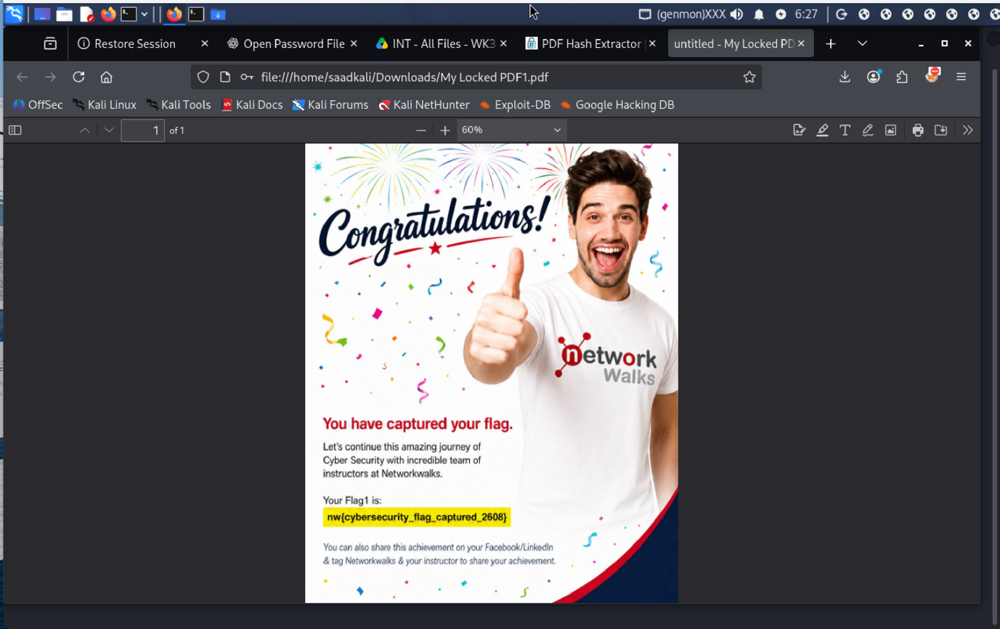 (genmon)XXX 6:27
Restore Session
Open Password File
INT - All Files - WK3
PDF Hash Extractor
untitled - My Locked PD
file:///home/saadkali/Downloads/My Locked PDF1.pdf
OffSec Kali Linux Kali Tools Kali Docs Kali Forums Kali NetHunter Exploit-DB Google Hacking DB
1 of 1 60%
Congratulations!
network
Walks
You have captured your flag.
Let's continue this amazing journey of
Cyber Security with incredible team of
instructors at Networkwalks.
Your Flag1 is:
nw{cybersecurity_flag_captured_2608}
You can also share this achievement on your Facebook/LinkedIn
& tag Networkwalks & your instructor to share your achievement.